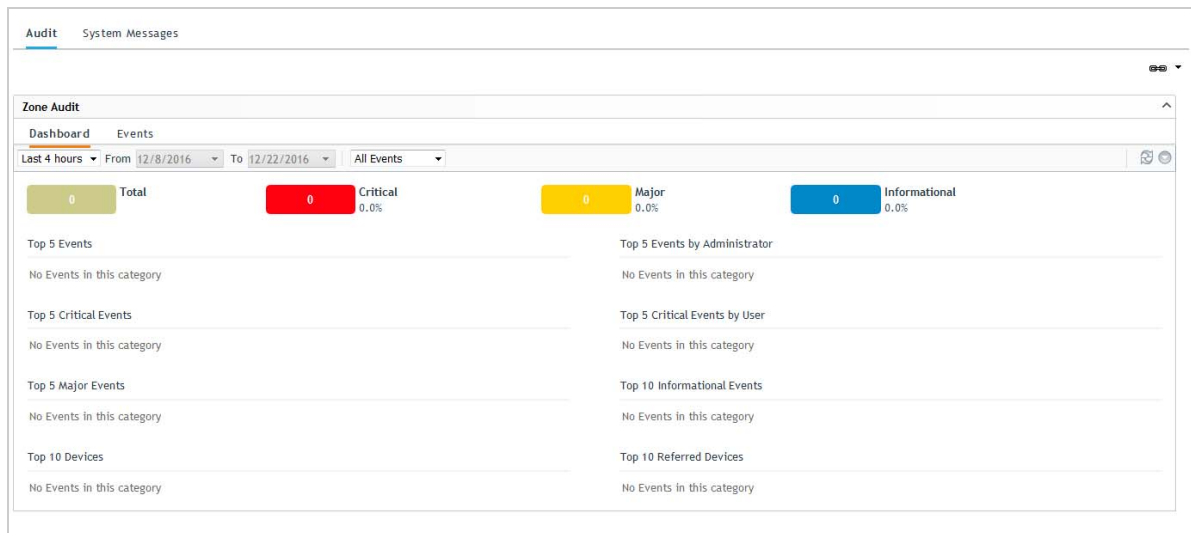 Audit System Messages
Zone Audit
Dashboard Events
Last 4 hours From 12/8/2016 To 12/22/2016 All Events
0 Total 0 Critical 0 Major 0 Informational
0.0% 0.0% 0.0%
Top 5 Events Top 5 Events by Administrator
No Events in this category No Events in this category
Top 5 Critical Events Top 5 Critical Events by User
No Events in this category No Events in this category
Top 5 Major Events Top 10 Informational Events
No Events in this category No Events in this category
Top 10 Devices Top 10 Referred Devices
No Events in this category No Events in this category